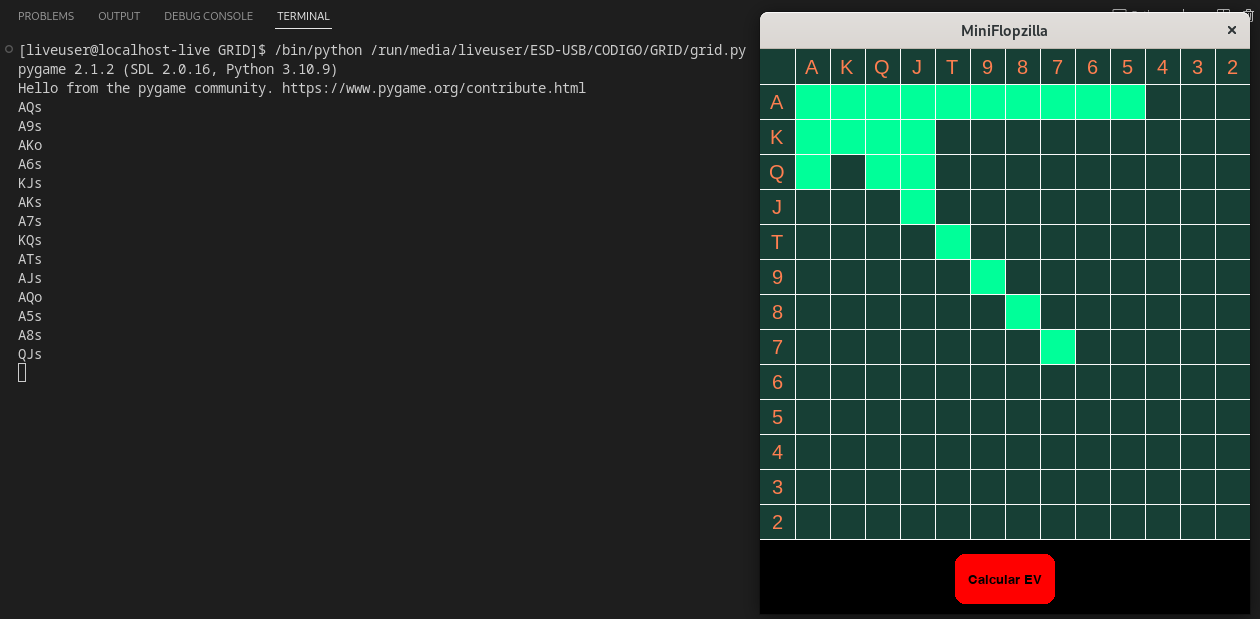 PROBLEMS OUTPUT DEBUG CONSOLE TERMINAL
[liveuser@localhost-live GRID]$ /bin/python /run/media/liveuser/ESD-USB/CODIGO/GRID/grid.py
pygame 2.1.2 (SDL 2.0.16, Python 3.10.9)
Hello from the pygame community. https://www.pygame.org/contribute.html
AQs
A9s
AKo
A6s
KJs
AKs
A7s
KQs
ATs
AJs
AQo
A5s
A8s
QJs
MiniFlopzilla
A K Q J T 9 8 7 6 5 4 3 2
A
K
Q
J
T
9
8
7
6
5
4
3
2
Calcular EV